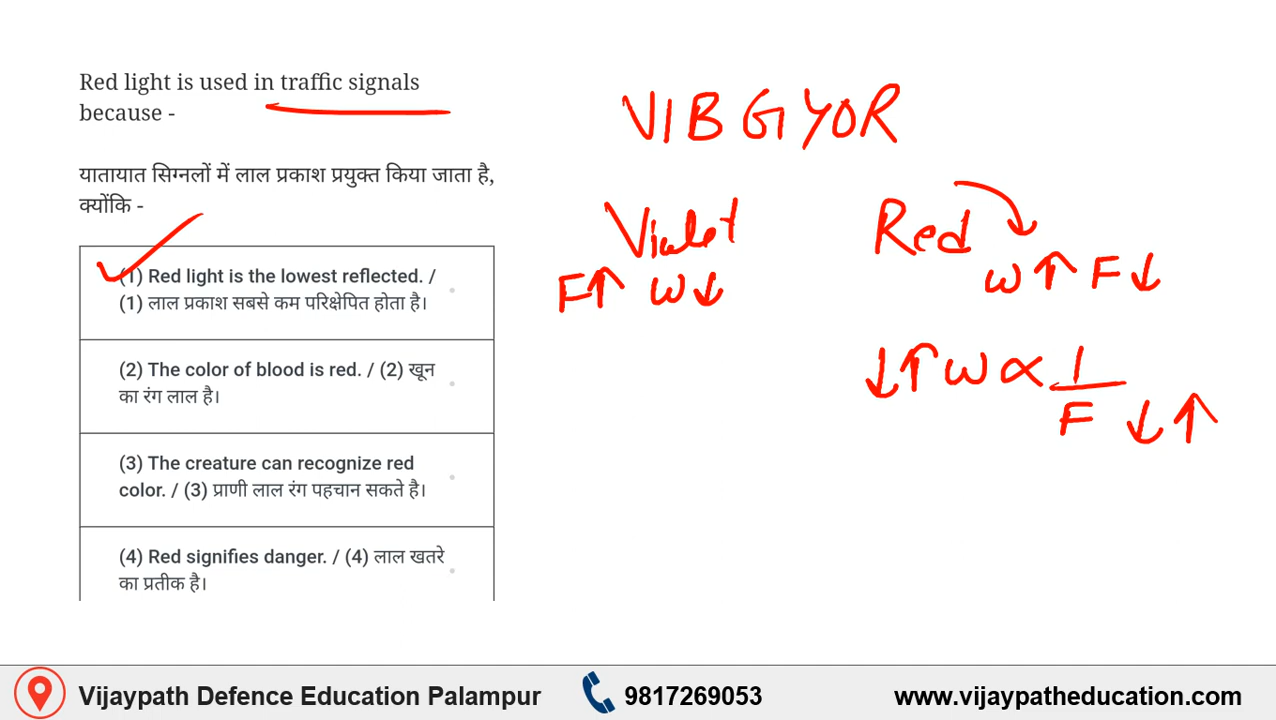 Red light is used in traffic signals
because -
यातायात सिग्नलों में लाल प्रकाश प्रयुक्त किया जाता है,
क्योंकि -
(1) Red light is the lowest reflected. /
(1) लाल प्रकाश सबसे कम परिक्षेपित होता है।
(2) The color of blood is red. / (2) खून
का रंग लाल है।
(3) The creature can recognize red
color. / (3) प्राणी लाल रंग पहचान सकते है।
(4) Red signifies danger. / (4) लाल खतरे
का प्रतीक है।
VIBGYOR
Violet
F↑ W↓
Red
W↑ F↓
↓↑ W ∝ 1
F ↓↑
Vijaypath Defence Education Palampur
9817269053
www.vijaypatheducation.com